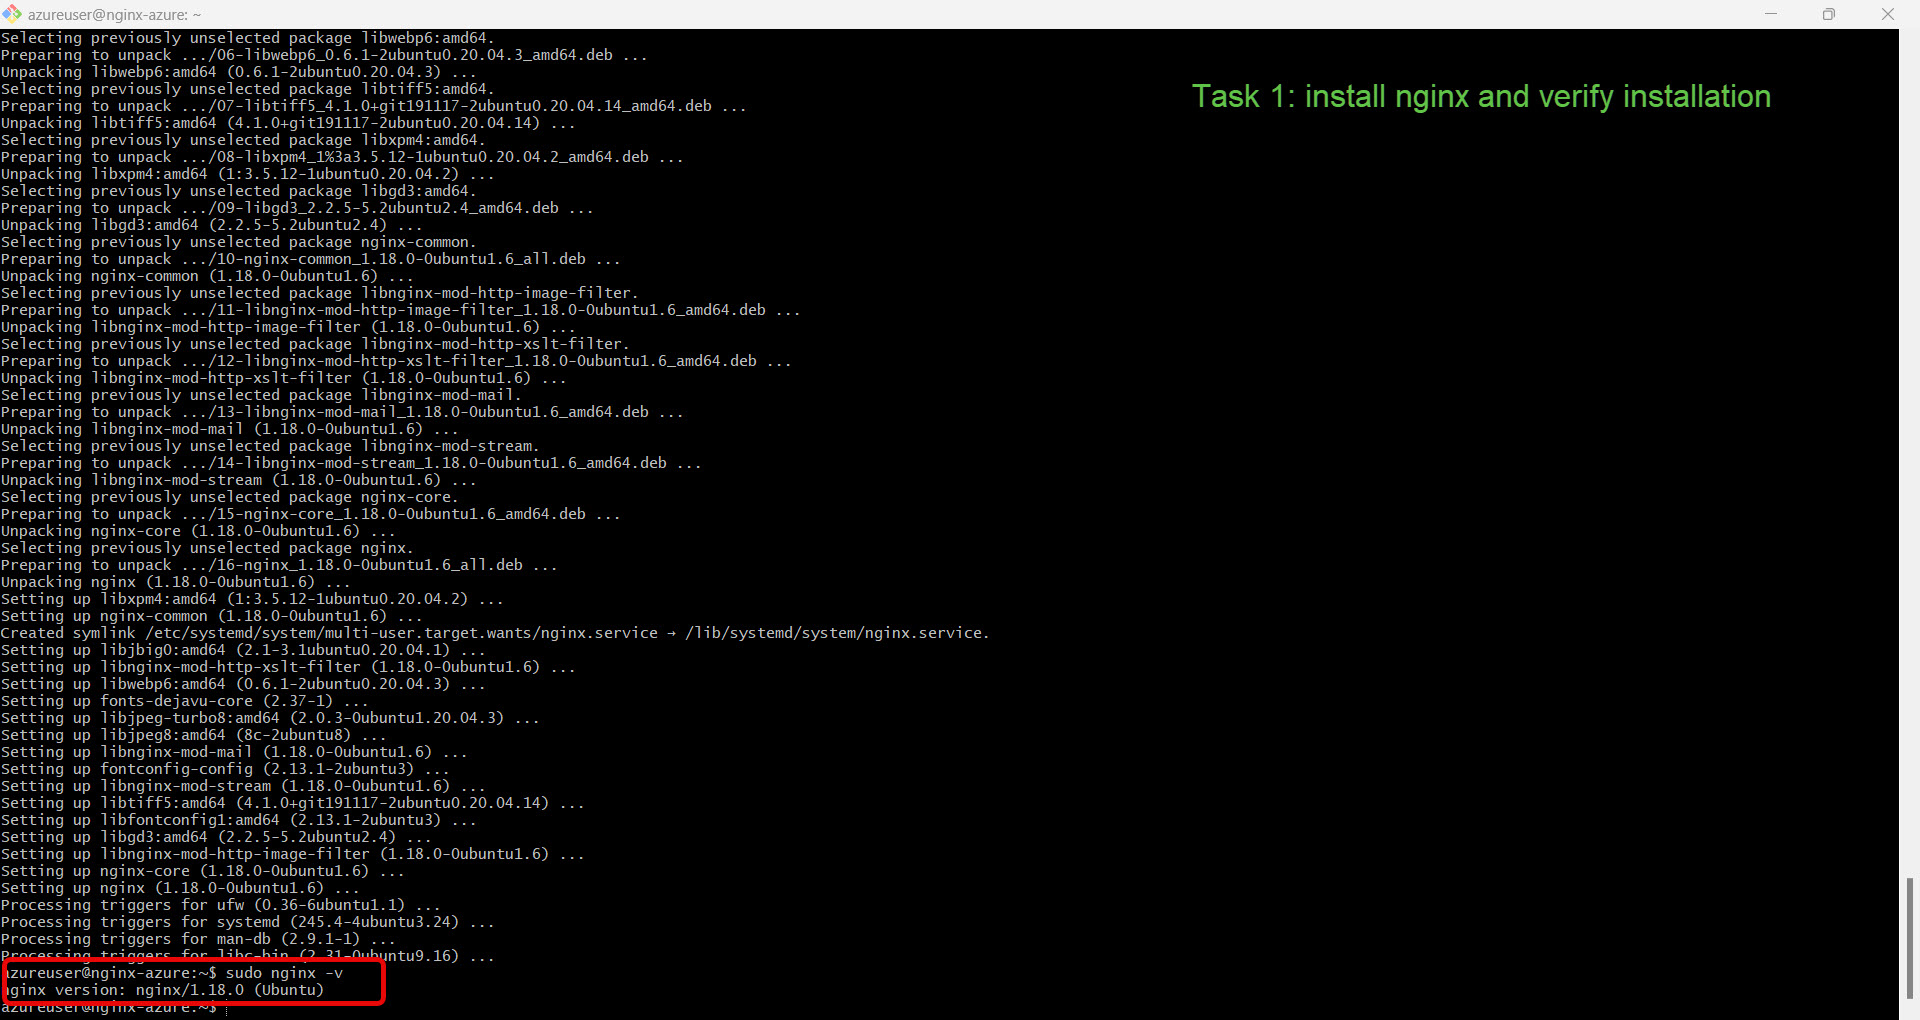 azureuser@nginx-azure: ~
Selecting previously unselected package libwebp6:amd64.
Preparing to unpack .../06-libwebp6_0.6.1-2ubuntu0.20.04.3_amd64.deb ...
Unpacking libwebp6:amd64 (0.6.1-2ubuntu0.20.04.3) ...
Selecting previously unselected package libtiff5:amd64.
Task 1: install nginx and verify installation
Preparing to unpack .../07-libtiff5_4.1.0+git191117-2ubuntu0.20.04.14_amd64.deb ...
Unpacking libtiff5:amd64 (4.1.0+git191117-2ubuntu0.20.04.14) ...
Selecting previously unselected package libxpm4:amd64.
Preparing to unpack .../08-libxpm4_1%3a3.5.12-1ubuntu0.20.04.2_amd64.deb ...
Unpacking libxpm4:amd64 (1:3.5.12-1ubuntu0.20.04.2) ...
Selecting previously unselected package libgd3:amd64.
Preparing to unpack .../09-libgd3_2.2.5-5.2ubuntu2.4_amd64.deb ...
Unpacking libgd3:amd64 (2.2.5-5.2ubuntu2.4) ...
Selecting previously unselected package nginx-common.
Preparing to unpack .../10-nginx-common_1.18.0-0ubuntu1.6_all.deb ...
Unpacking nginx-common (1.18.0-0ubuntu1.6) ...
Selecting previously unselected package libnginx-mod-http-image-filter.
Preparing to unpack .../11-libnginx-mod-http-image-filter_1.18.0-0ubuntu1.6_amd64.deb ...
Unpacking libnginx-mod-http-image-filter (1.18.0-0ubuntu1.6) ...
Selecting previously unselected package libnginx-mod-http-xslt-filter.
Preparing to unpack .../12-libnginx-mod-http-xslt-filter_1.18.0-0ubuntu1.6_amd64.deb ...
Unpacking libnginx-mod-http-xslt-filter (1.18.0-0ubuntu1.6) ...
Selecting previously unselected package libnginx-mod-mail.
Preparing to unpack .../13-libnginx-mod-mail_1.18.0-0ubuntu1.6_amd64.deb ...
Unpacking libnginx-mod-mail (1.18.0-0ubuntu1.6) ...
Selecting previously unselected package libnginx-mod-stream.
Preparing to unpack .../14-libnginx-mod-stream_1.18.0-0ubuntu1.6_amd64.deb ...
Unpacking libnginx-mod-stream (1.18.0-0ubuntu1.6) ...
Selecting previously unselected package nginx-core.
Preparing to unpack .../15-nginx-core_1.18.0-0ubuntu1.6_amd64.deb ...
Unpacking nginx-core (1.18.0-0ubuntu1.6) ...
Selecting previously unselected package nginx.
Preparing to unpack .../16-nginx_1.18.0-0ubuntu1.6_all.deb ...
Unpacking nginx (1.18.0-0ubuntu1.6) ...
Setting up libxpm4:amd64 (1:3.5.12-1ubuntu0.20.04.2) ...
Setting up nginx-common (1.18.0-0ubuntu1.6) ...
Created symlink /etc/systemd/system/multi-user.target.wants/nginx.service → /lib/systemd/system/nginx.service.
Setting up libjbig0:amd64 (2.1-3.1ubuntu0.20.04.1) ...
Setting up libnginx-mod-http-xslt-filter (1.18.0-0ubuntu1.6) ...
Setting up libwebp6:amd64 (0.6.1-2ubuntu0.20.04.3) ...
Setting up fonts-dejavu-core (2.37-1) ...
Setting up libjpeg-turbo8:amd64 (2.0.3-0ubuntu1.20.04.3) ...
Setting up libjpeg8:amd64 (8c-2ubuntu8) ...
Setting up libnginx-mod-mail (1.18.0-0ubuntu1.6) ...
Setting up fontconfig-config (2.13.1-2ubuntu3) ...
Setting up libnginx-mod-stream (1.18.0-0ubuntu1.6) ...
Setting up libtiff5:amd64 (4.1.0+git191117-2ubuntu0.20.04.14) ...
Setting up libfontconfig1:amd64 (2.13.1-2ubuntu3) ...
Setting up libgd3:amd64 (2.2.5-5.2ubuntu2.4) ...
Setting up libnginx-mod-http-image-filter (1.18.0-0ubuntu1.6) ...
Setting up nginx-core (1.18.0-0ubuntu1.6) ...
Setting up nginx (1.18.0-0ubuntu1.6) ...
Processing triggers for ufw (0.36-6ubuntu1.1) ...
Processing triggers for systemd (245.4-4ubuntu3.24) ...
Processing triggers for man-db (2.9.1-1) ...
Processing triggers for libc-bin (2.31-0ubuntu9.16) ...
azureuser@nginx-azure:~$ sudo nginx -v
nginx version: nginx/1.18.0 (Ubuntu)
azureuser@nginx-azure:~$